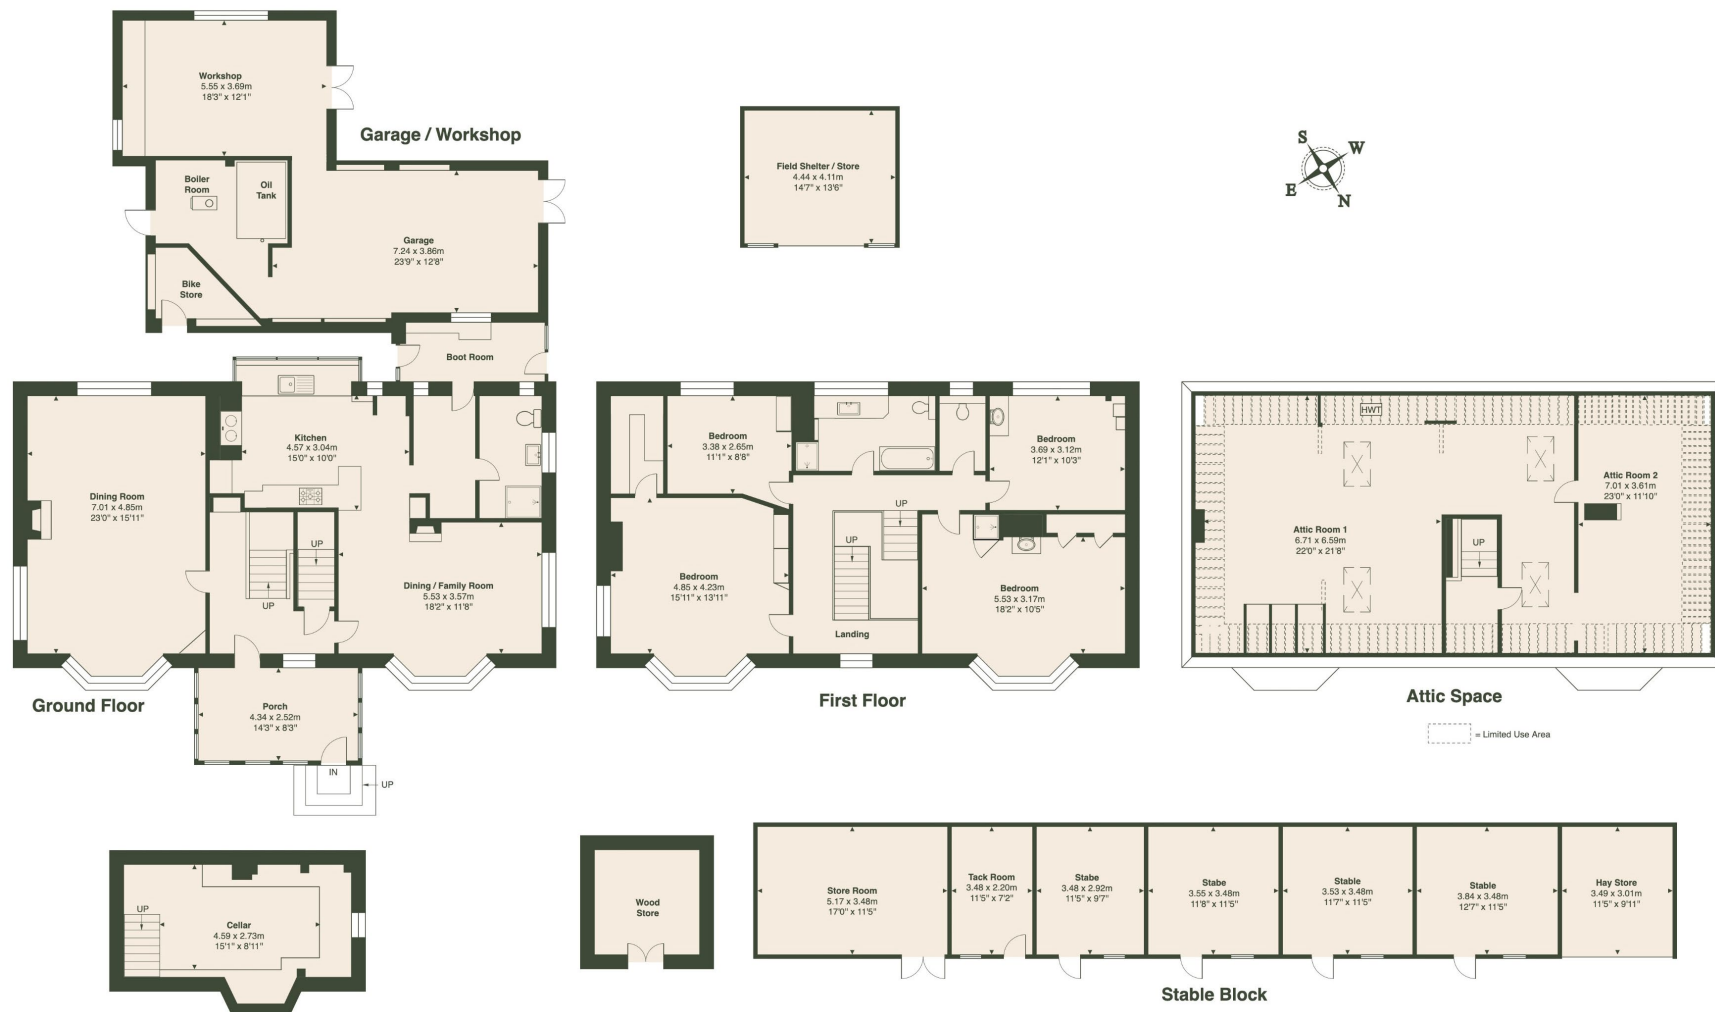 Workshop
5.55 x 3.69m
18'3" x 12'1"
Garage / Workshop
Boiler
Room
Oil
Tank
Garage
7.24 x 3.86m
23'9" x 12'8"
Bike
Store
Boot Room
Field Shelter / Store
4.44 x 4.11m
14'7" x 13'6"
S
W
E
N
Kitchen
4.57 x 3.04m
15'0" x 10'0"
Dining Room
7.01 x 4.85m
23'0" x 15'11"
UP
UP
Dining / Family Room
5.53 x 3.57m
18'2" x 11'8"
Ground Floor
Porch
4.34 x 2.52m
14'3" x 8'3"
IN
UP
Bedroom
3.38 x 2.65m
11'1" x 8'8"
Bedroom
3.69 x 3.12m
12'1" x 10'3"
UP
UP
Bedroom
4.85 x 4.23m
15'11" x 13'11"
Bedroom
5.53 x 3.17m
18'2" x 10'5"
Landing
First Floor
HWT
Attic Room 2
7.01 x 3.61m
23'0" x 11'10"
Attic Room 1
6.71 x 6.59m
22'0" x 21'8"
UP
Attic Space
= Limited Use Area
UP
Cellar
4.59 x 2.73m
15'1" x 8'11"
Wood
Store
Store Room
5.17 x 3.48m
17'0" x 11'5"
Tack Room
3.48 x 2.20m
11'5" x 7'2"
Stabe
3.48 x 2.92m
11'5" x 9'7"
Stabe
3.55 x 3.48m
11'8" x 11'5"
Stable
3.53 x 3.48m
11'7" x 11'5"
Stable
3.84 x 3.48m
12'7" x 11'5"
Hay Store
3.49 x 3.01m
11'5" x 9'11"
Stable Block